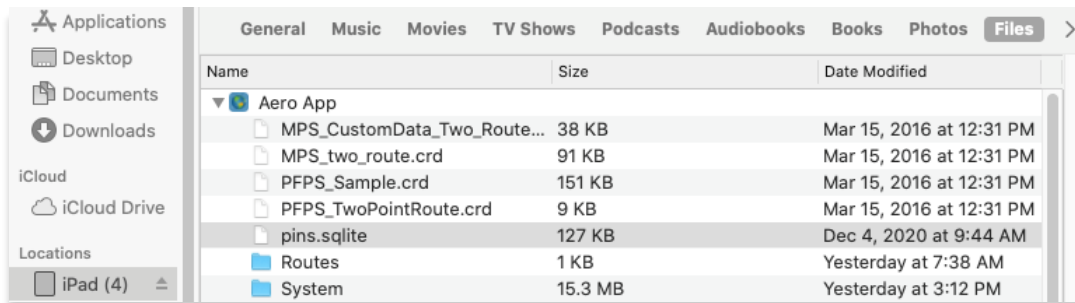 Applications
Desktop
Documents
Downloads
iCloud
iCloud Drive
Locations
iPad (4)
General Music Movies TV Shows Podcasts Audiobooks Books Photos Files
Name Size Date Modified
Aero App
MPS_CustomData_Two_Route... 38 KB Mar 15, 2016 at 12:31 PM
MPS_two_route.crd 91 KB Mar 15, 2016 at 12:31 PM
PFPS_Sample.crd 151 KB Mar 15, 2016 at 12:31 PM
PFPS_TwoPointRoute.crd 9 KB Mar 15, 2016 at 12:31 PM
pins.sqlite 127 KB Dec 4, 2020 at 9:44 AM
Routes 1 KB Yesterday at 7:38 AM
System 15.3 MB Yesterday at 3:12 PM